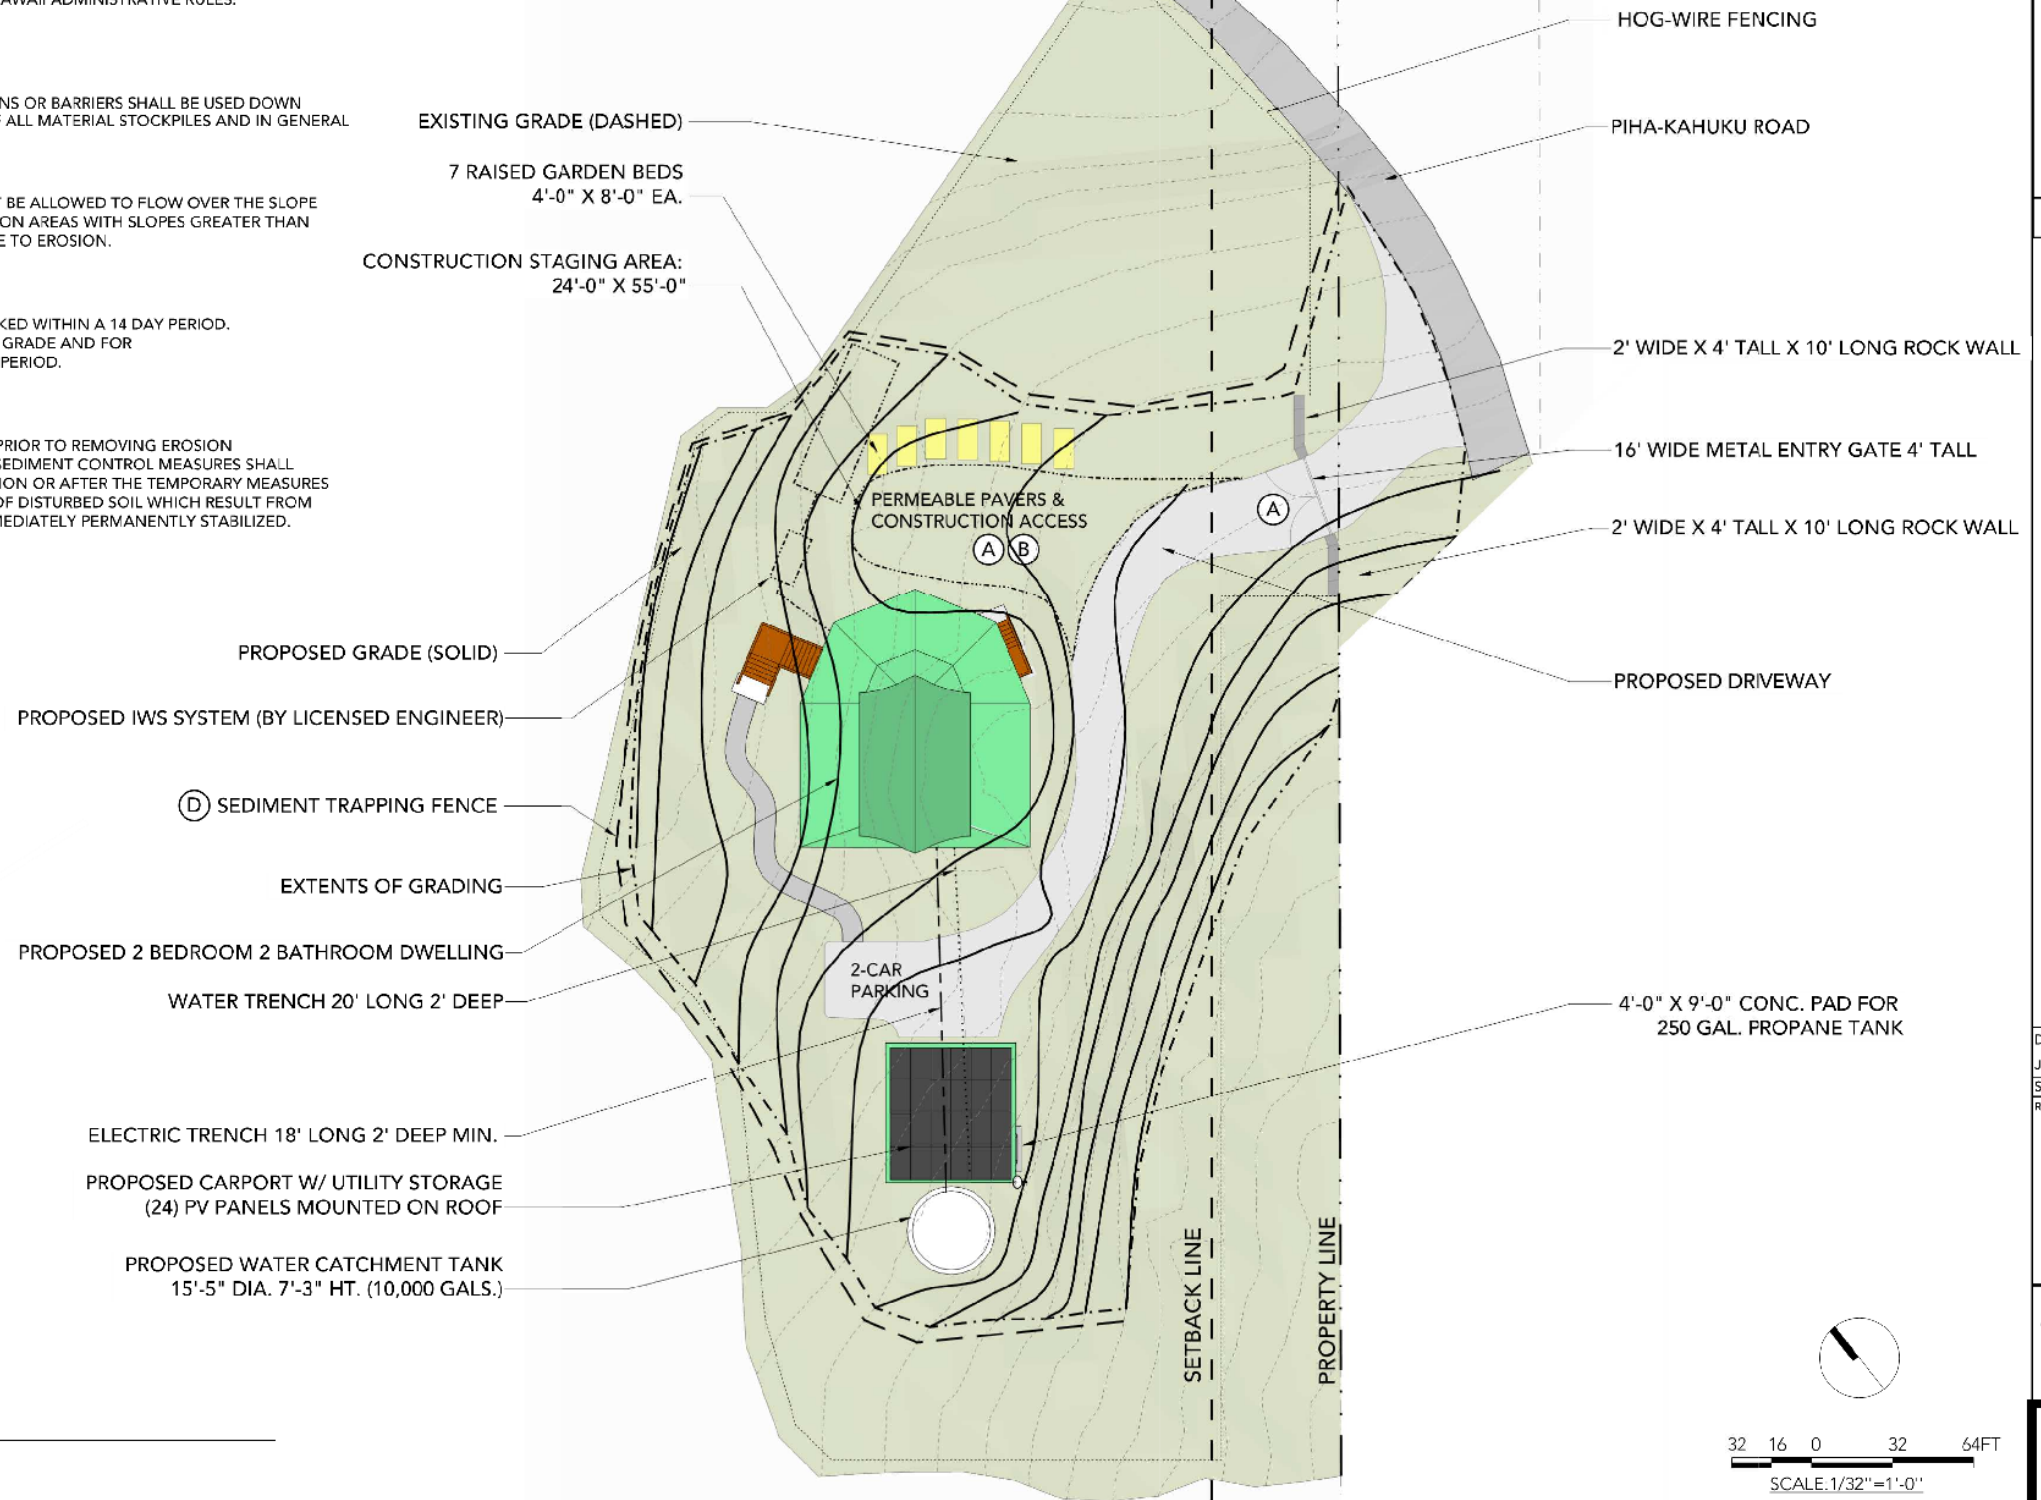 AWAII ADMINISTRATIVE RULES.
NS OR BARRIERS SHALL BE USED DOWN
ALL MATERIAL STOCKPILES AND IN GENERAL
BE ALLOWED TO FLOW OVER THE SLOPE
ON AREAS WITH SLOPES GREATER THAN
E TO EROSION.
KED WITHIN A 14 DAY PERIOD.
GRADE AND FOR
PERIOD.
PRIOR TO REMOVING EROSION
SEDIMENT CONTROL MEASURES SHALL
ION OR AFTER THE TEMPORARY MEASURES
OF DISTURBED SOIL WHICH RESULT FROM
MEDIATELY PERMANENTLY STABILIZED.
EXISTING GRADE (DASHED)
7 RAISED GARDEN BEDS
4'-0" X 8'-0" EA.
CONSTRUCTION STAGING AREA:
24'-0" X 55'-0"
PROPOSED GRADE (SOLID)
PROPOSED IWS SYSTEM (BY LICENSED ENGINEER)
D SEDIMENT TRAPPING FENCE
EXTENTS OF GRADING
PROPOSED 2 BEDROOM 2 BATHROOM DWELLING
WATER TRENCH 20' LONG 2' DEEP
ELECTRIC TRENCH 18' LONG 2' DEEP MIN.
PROPOSED CARPORT W/ UTILITY STORAGE
(24) PV PANELS MOUNTED ON ROOF
PROPOSED WATER CATCHMENT TANK
15'-5" DIA. 7'-3" HT. (10,000 GALS.)
PERMEABLE PAVERS &
CONSTRUCTION ACCESS
A B
A
2-CAR
PARKING
SETBACK LINE
PROPERTY LINE
HOG-WIRE FENCING
PIHA-KAHUKU ROAD
2' WIDE X 4' TALL X 10' LONG ROCK WALL
16' WIDE METAL ENTRY GATE 4' TALL
2' WIDE X 4' TALL X 10' LONG ROCK WALL
PROPOSED DRIVEWAY
4'-0" X 9'-0" CONC. PAD FOR
250 GAL. PROPANE TANK
32 16 0 32 64FT
SCALE:1/32"=1'-0"